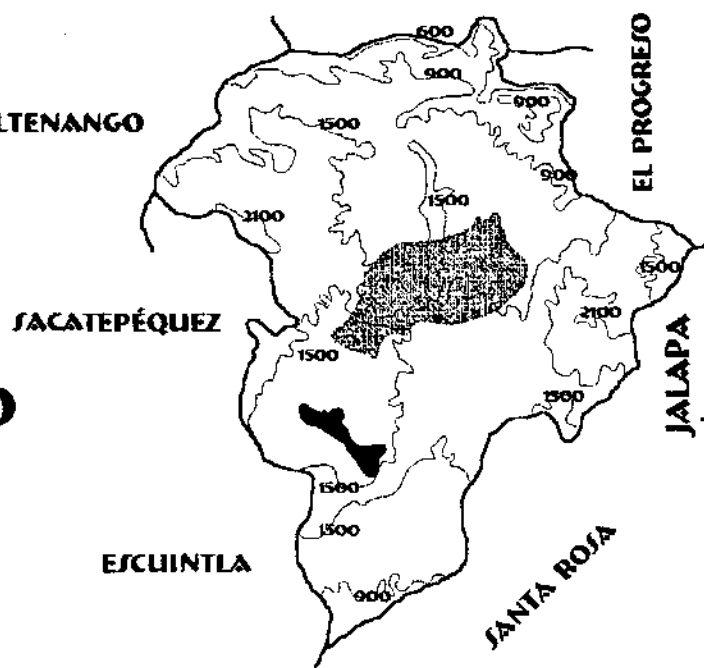 600
EL PROGRESO
900
900
LTENANGO
1500
900
1500
2100
1500
SACATEPÉQUEZ
2100
1500
JALAPA
O
1500
1500
1500
ESCUINTLA
SANTA ROSA
900